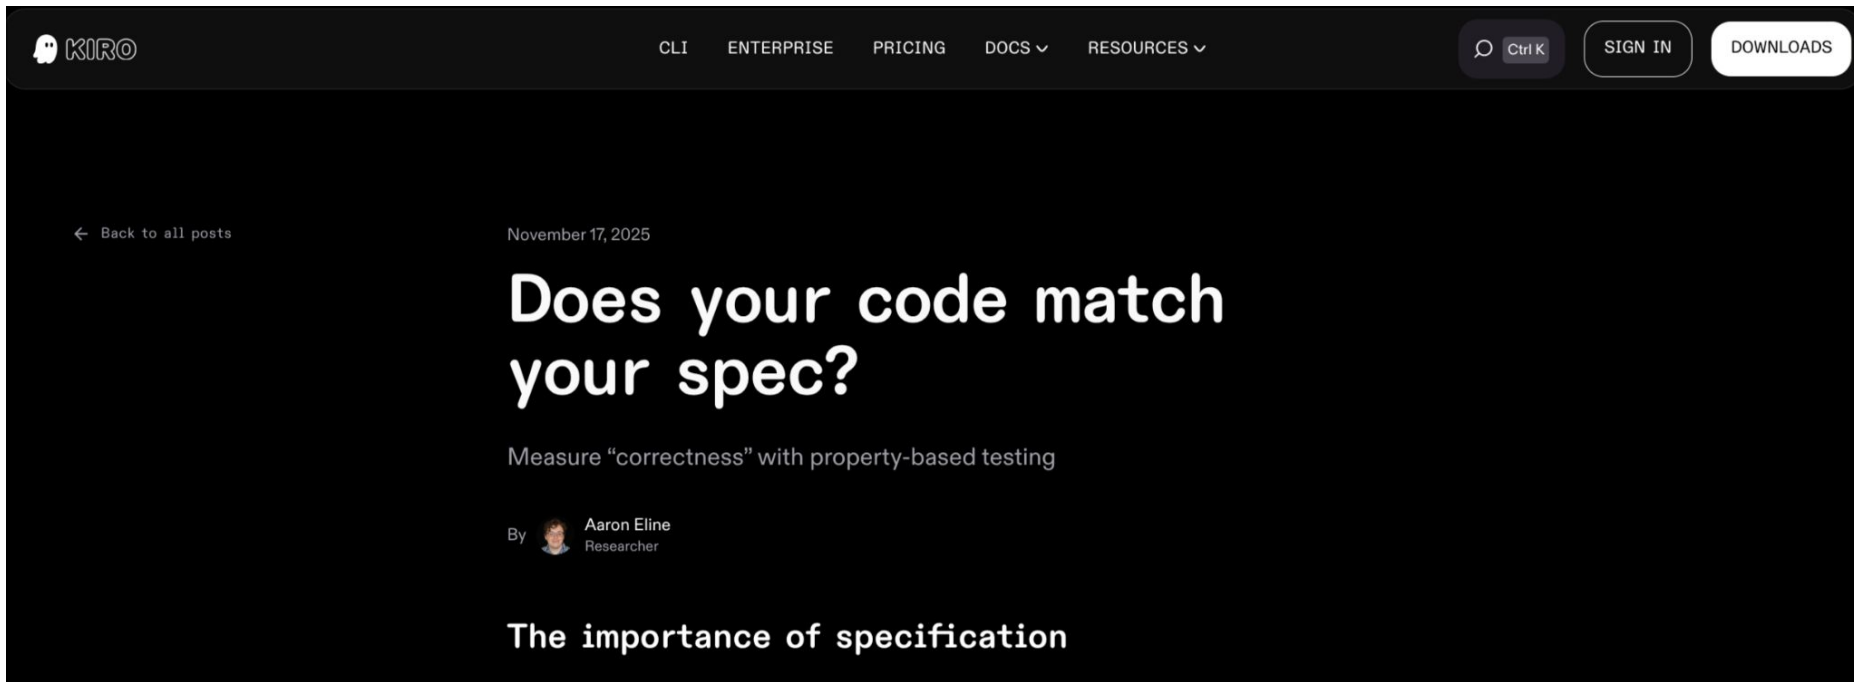 KIRO
CLI ENTERPRISE PRICING DOCS RESOURCES
Ctrl K
SIGN IN
DOWNLOADS
← Back to all posts
November 17, 2025
Does your code match
your spec?
Measure “correctness” with property-based testing
By
Aaron Eline
Researcher
The importance of specification